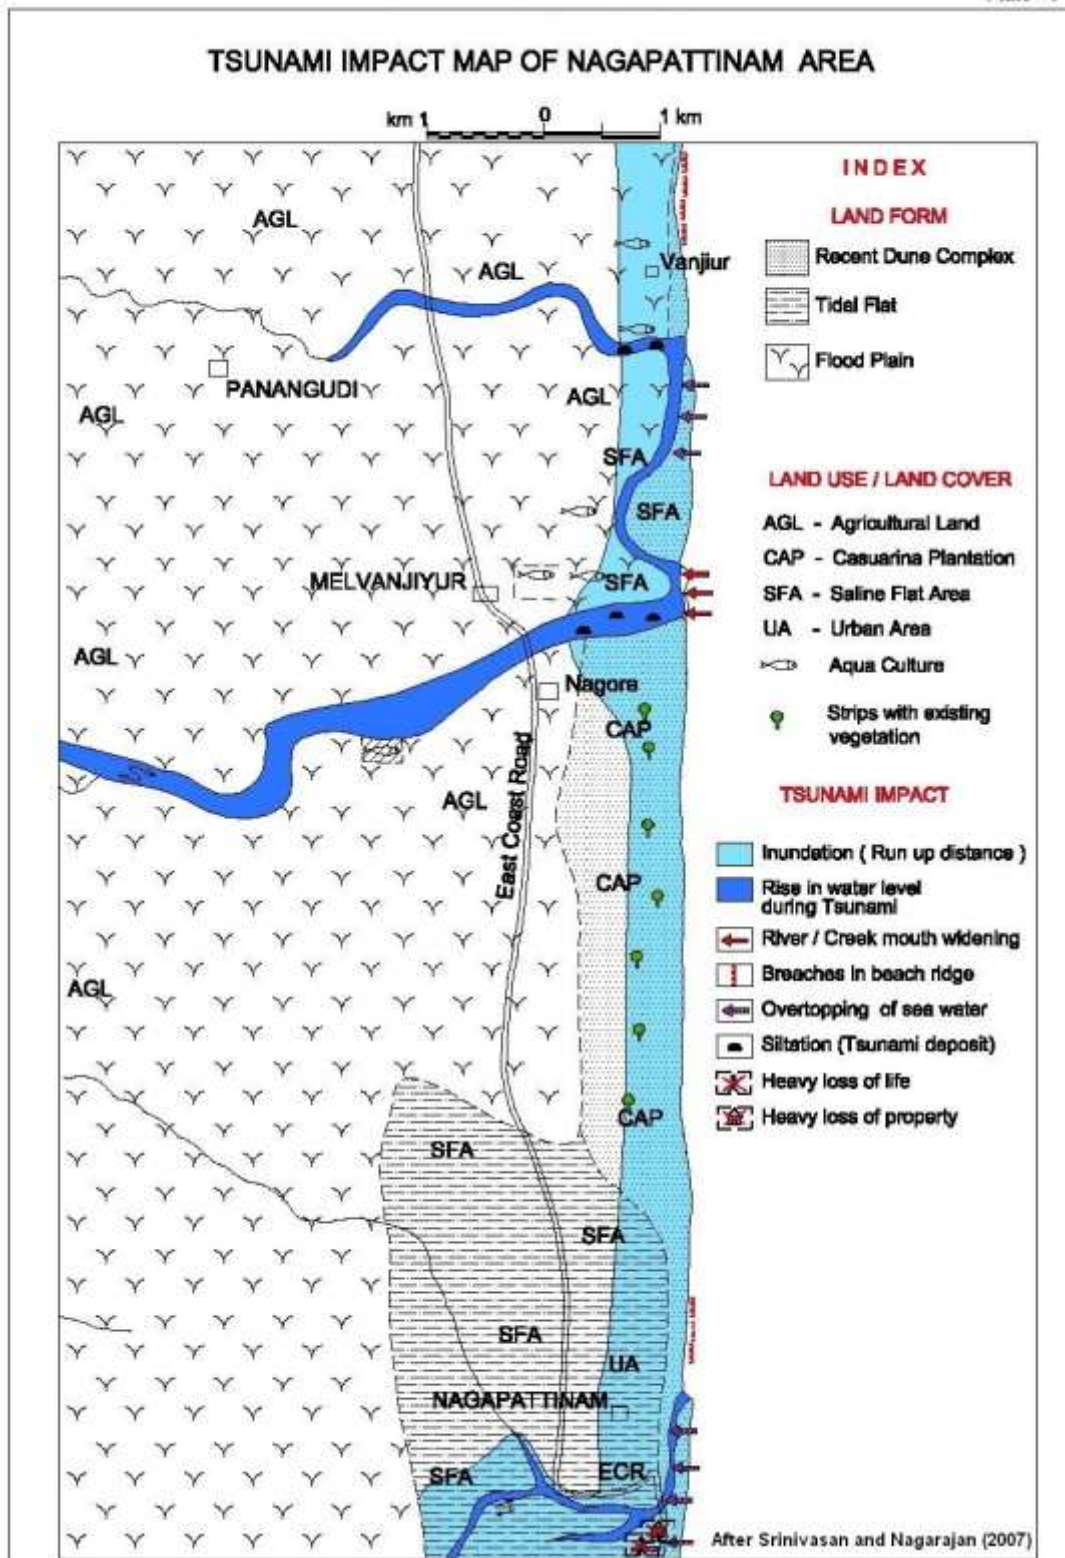 TSUNAMI IMPACT MAP OF NAGAPATTINAM AREA
km 1 0 1 km
AGL
AGL
Vanjiur
PANANGUDI
AGL
AGL
SFA
SFA
MELVANJIYUR
SFA
AGL
Nagore
CAP
AGL
East Coast Road
CAP
AGL
CAP
SFA
SFA
SFA
UA
NAGAPATTINAM
SFA
ECR
INDEX
LAND FORM
Recent Dune Complex
Tidal Flat
Flood Plain
LAND USE / LAND COVER
AGL - Agricultural Land
CAP - Casuarina Plantation
SFA - Saline Flat Area
UA - Urban Area
Aqua Culture
Strips with existing
vegetation
TSUNAMI IMPACT
Inundation ( Run up distance )
Rise in water level
during Tsunami
River / Creek mouth widening
Breaches in beach ridge
Overtopping of sea water
Siltation (Tsunami deposit)
Heavy loss of life
Heavy loss of property
After Srinivasan and Nagarajan (2007)